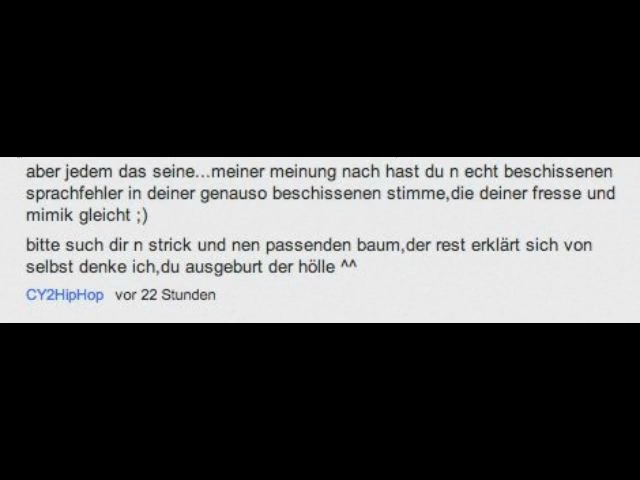 aber jedem das seine...meiner meinung nach hast du n echt beschissenen
sprachfehler in deiner genauso beschissenen stimme,die deiner fresse und
mimik gleicht ;)
bitte such dir n strick und nen passenden baum,der rest erklärt sich von
selbst denke ich,du ausgeburt der hölle ^^
CY2HipHop vor 22 Stunden